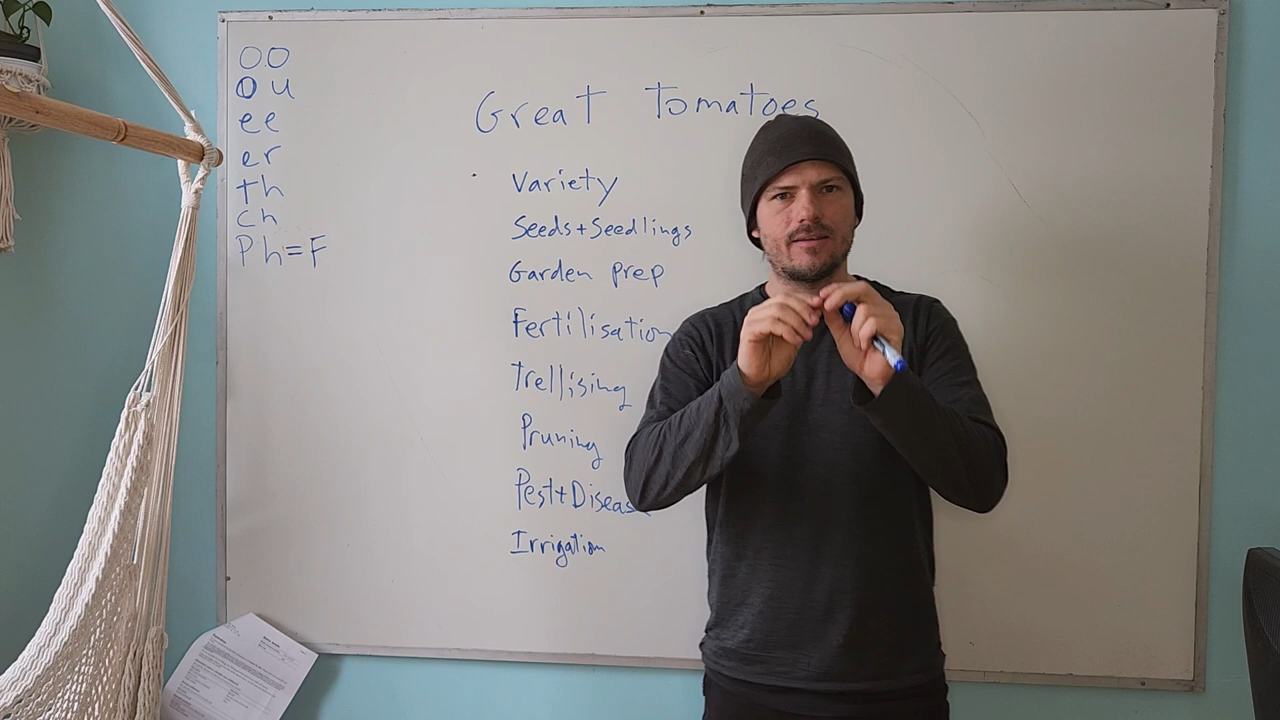 oo
ou
ee
er
th
ch
Ph=F
Great Tomatoes
Variety
Seeds+Seedlings
Garden prep
Fertilisation
Trellising
Pruning
Pest+Disease
Irrigation